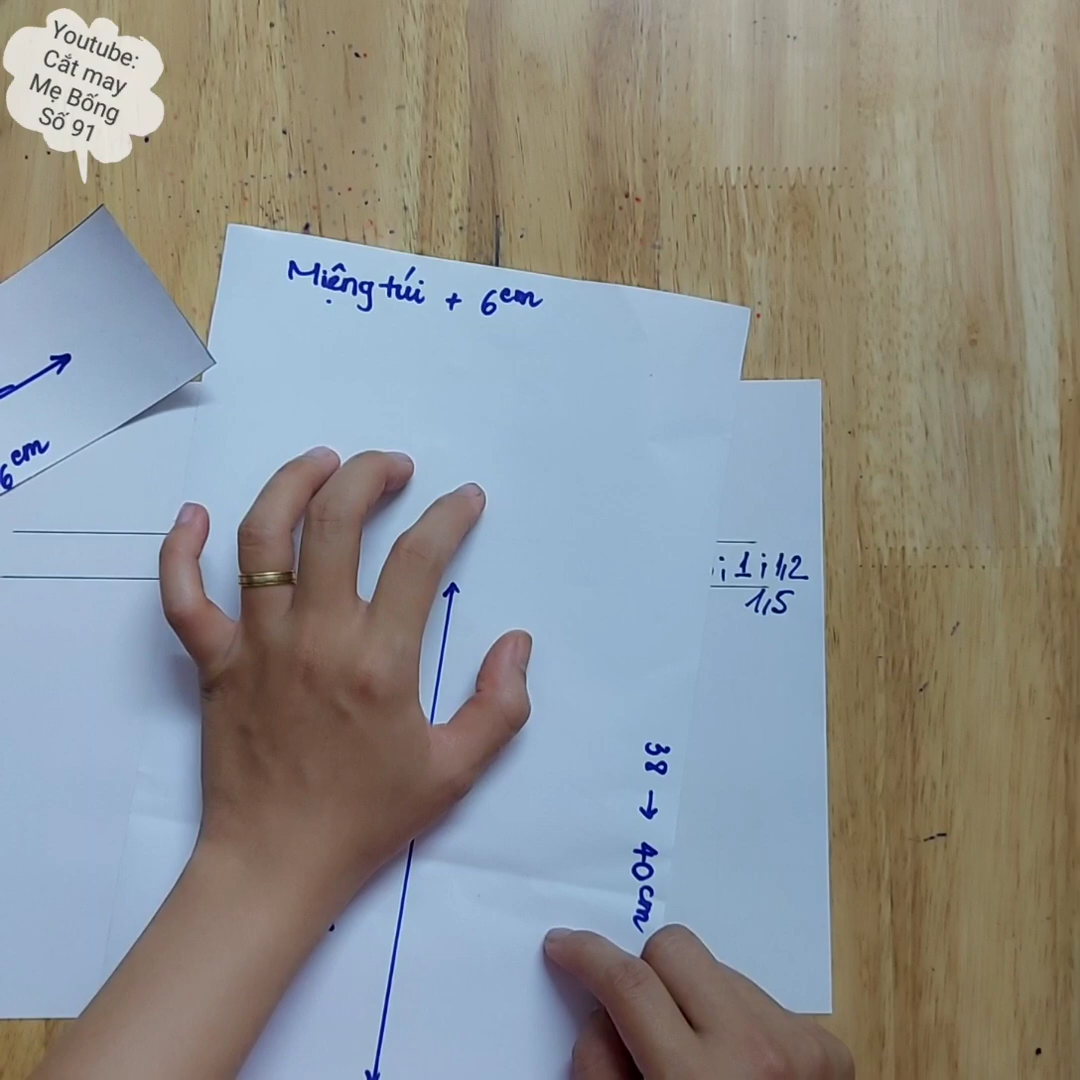 Youtube:
Cắt may
Mẹ Bống
Số 91
Miệng túi + 6cm
6cm
; 1 ; 1,2
1,5
38 → 40cm